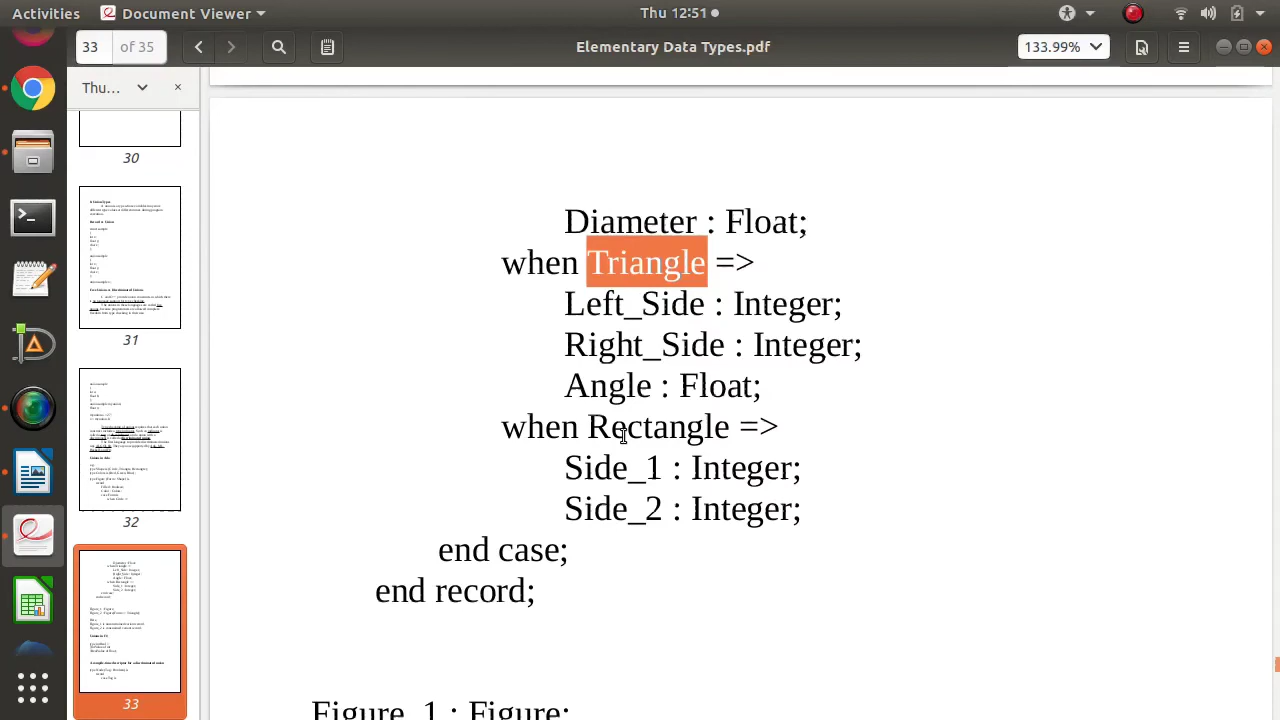 Activities
Document Viewer
Thu 12:51
33
of 35
Elementary Data Types.pdf
133.99%
Thu...
30
31
32
33
Diameter : Float;
when Triangle =>
Left_Side : Integer;
Right_Side : Integer;
Angle : Float;
when Rectangle =>
Side_1 : Integer;
Side_2 : Integer;
end case;
end record;
Figure_1 : Figure;